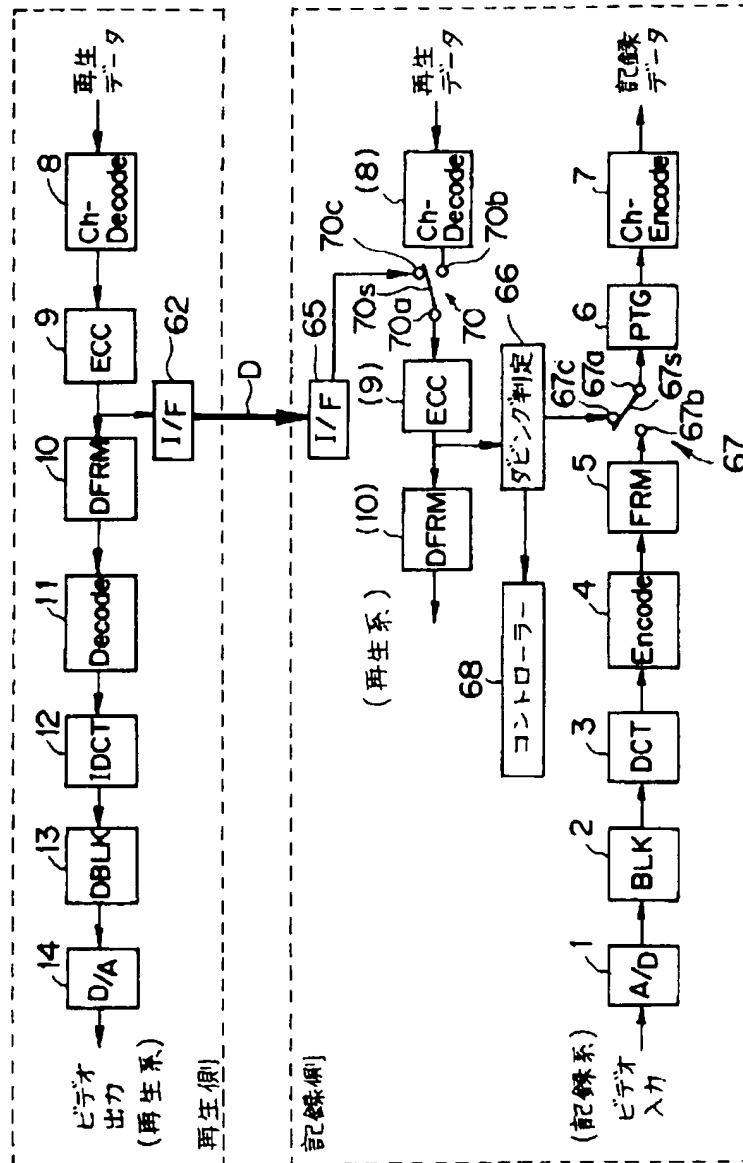 再生側
再生
データ
8
Ch-
Decode
9
ECC
62
I/F
10
DFRM
11
Decode
12
IDCT
13
DBLK
14
D/A
ビデオ
出力
(再生系)
D
記録側
65
I/F
再生
データ
(8)
Ch-
Decode
70c
70b
70s
70a
70
(9)
ECC
(10)
DFRM
(再生系)
66
ダビング判定
68
コントローラー
67c
67a
67s
67b
67
(記録系)
ビデオ
入力
1
A/D
2
BLK
3
DCT
4
Encode
5
FRM
6
PTG
7
Ch-
Encode
記録
データ